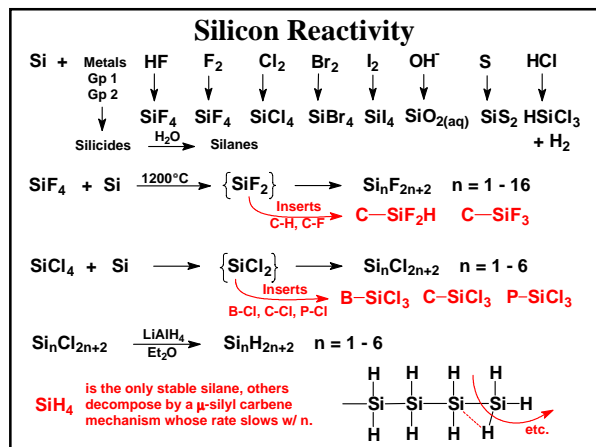 Silicon Reactivity
Si + Metals Gp 1 Gp 2 HF F₂ Cl₂ Br₂ I₂ OH⁻ S HCl
SiF₄ SiF₄ SiCl₄ SiBr₄ SiI₄ SiO₂(aq) SiS₂ HSiCl₃ + H₂
Silicides H₂O Silanes
SiF₄ + Si 1200°C {SiF₂} SiₙF₂ₙ₊₂ n = 1 - 16
Inserts
C-H, C-F
C—SiF₂H C—SiF₃
SiCl₄ + Si {SiCl₂} SiₙCl₂ₙ₊₂ n = 1 - 6
Inserts
B-Cl, C-Cl, P-Cl
B—SiCl₃ C—SiCl₃ P—SiCl₃
SiₙCl₂ₙ₊₂ LiAlH₄ Et₂O SiₙH₂ₙ₊₂ n = 1 - 6
SiH₄ is the only stable silane, others
decompose by a μ-silyl carbene
mechanism whose rate slows w/ n.
H H H H
Si Si Si Si H
H H H H
etc.